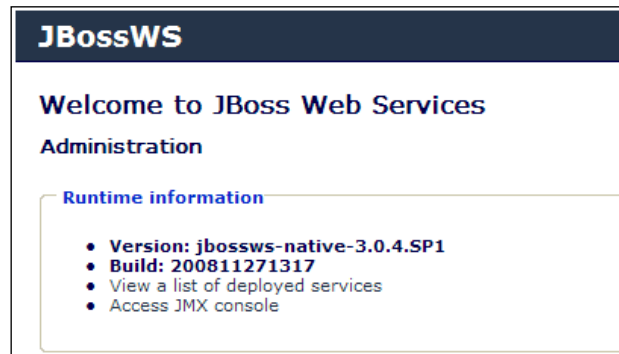 JBossWS
Welcome to JBoss Web Services
Administration
Runtime information
Version: jbossws-native-3.0.4.SP1
Build: 200811271317
View a list of deployed services
Access JMX console